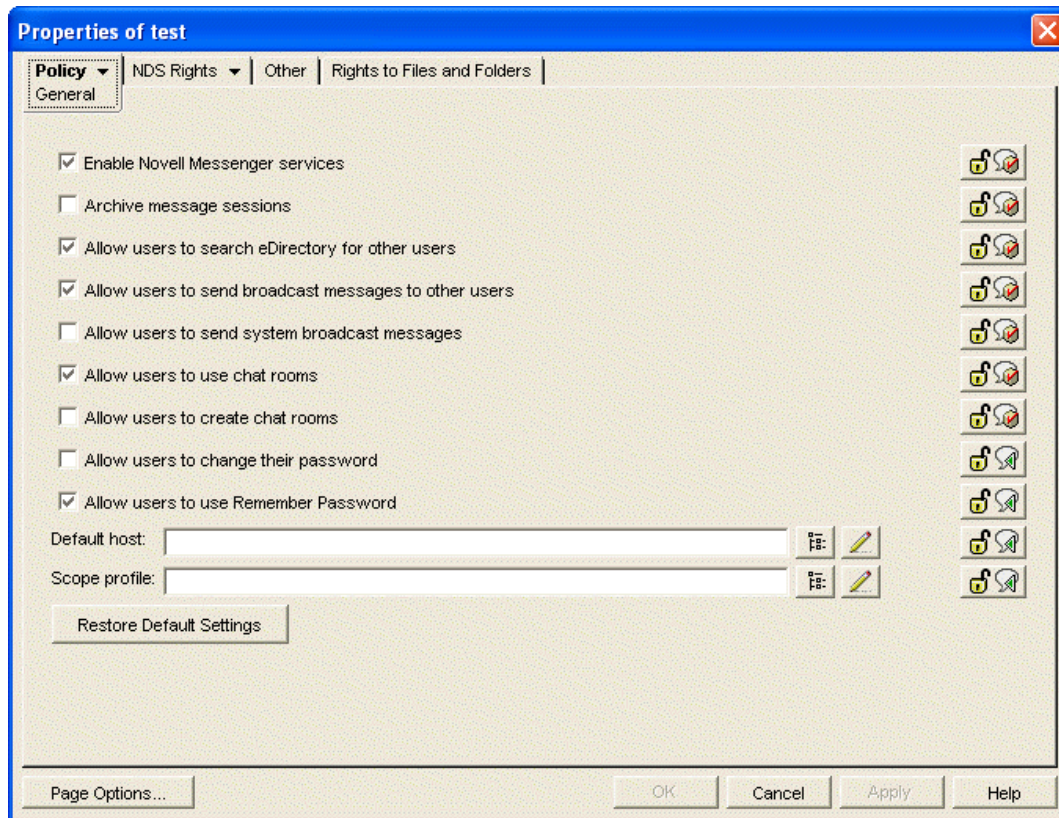 Properties of test
Policy NDS Rights Other Rights to Files and Folders
General
Enable Novell Messenger services
Archive message sessions
Allow users to search eDirectory for other users
Allow users to send broadcast messages to other users
Allow users to send system broadcast messages
Allow users to use chat rooms
Allow users to create chat rooms
Allow users to change their password
Allow users to use Remember Password
Default host:
Scope profile:
Restore Default Settings
Page Options... OK Cancel Apply Help